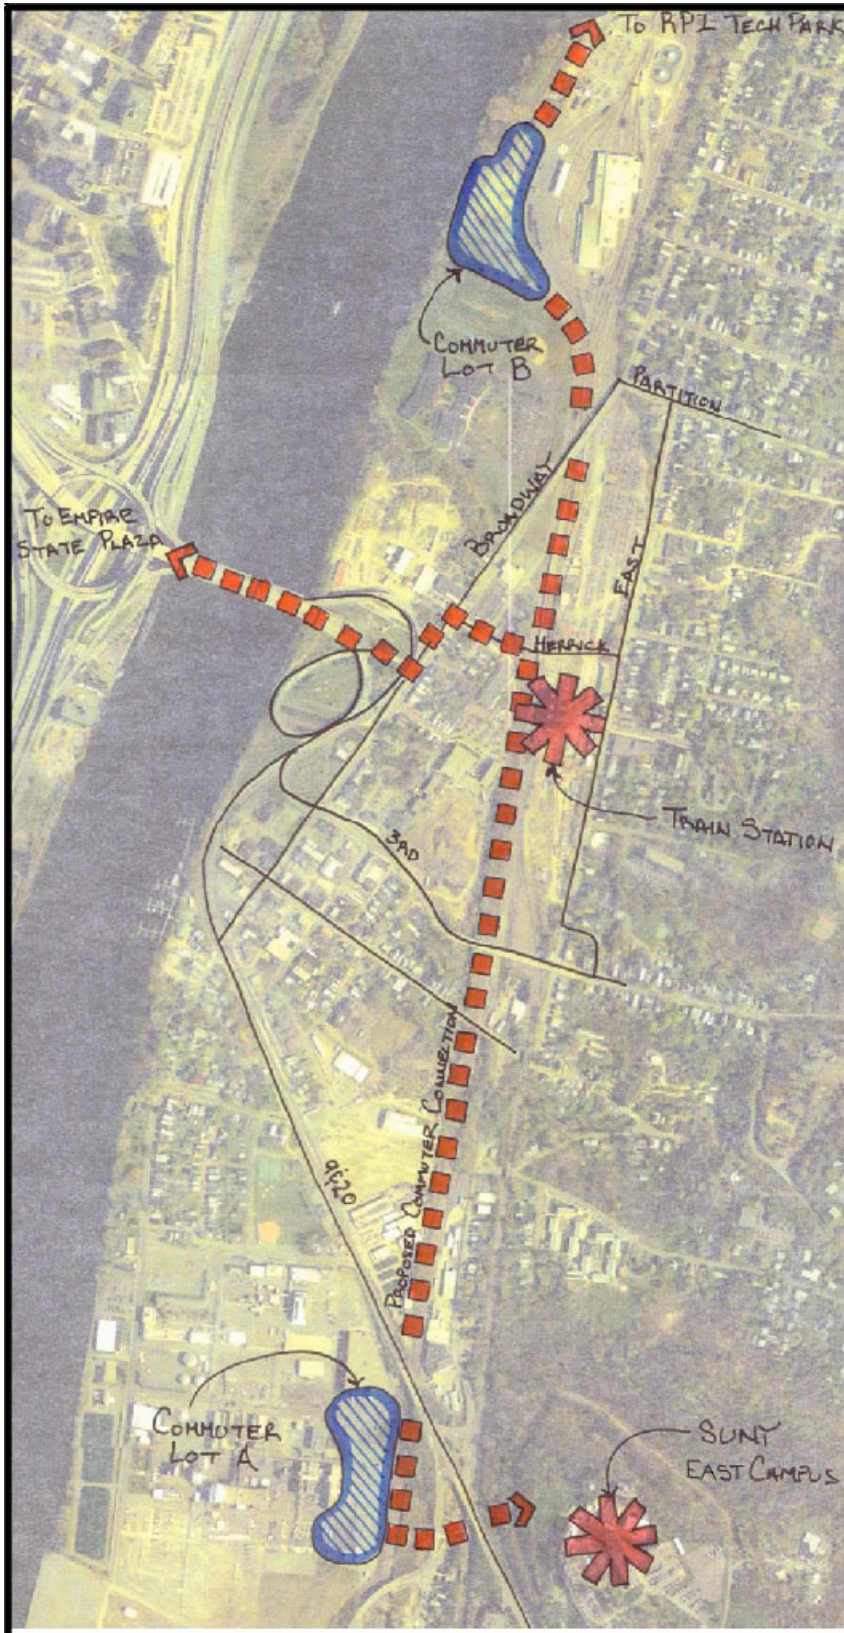 TO RPI TECH PARK
COMMUTER
LOT B
PARTITION
BROADWAY
TO EMPIRE
STATE PLAZA
EAST
HERRICK
TRAIN STATION
3RD
PROPOSED COMMUTER CONNECTION
9&20
COMMUTER
LOT A
SUNY
EAST CAMPUS